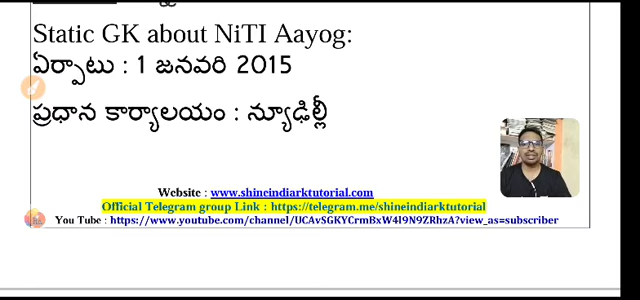 Static GK about NiTI Aayog:
ఏర్పాటు : 1 జనవరి 2015
ప్రధాన కార్యాలయం : న్యూఢిల్లీ
Website : www.shineindiarktutorial.com
Official Telegram group Link : https://telegram.me/shineindiarktutorial
You Tube : https://www.youtube.com/channel/UCAvSGKYCrmBxW4l9N9ZRhzA?view_as=subscriber